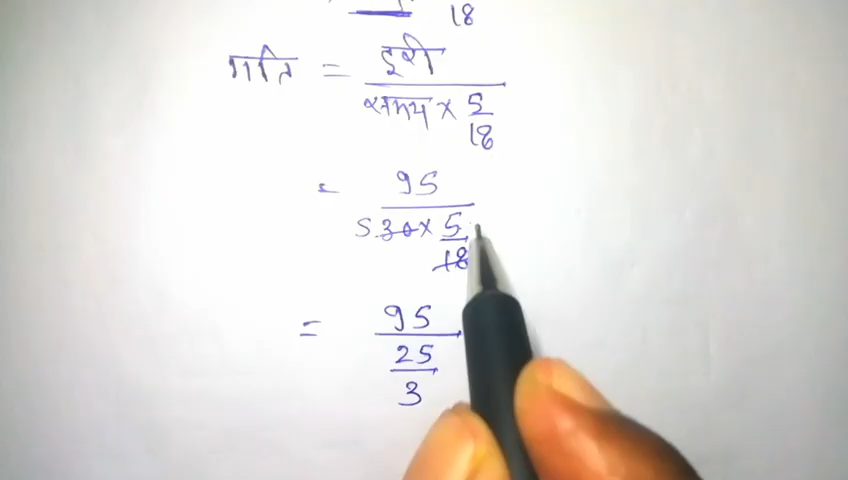 18
गति = दूरी / समय × 5/18
= 95 / 5 30 × 5/18
= 95 / 25/3